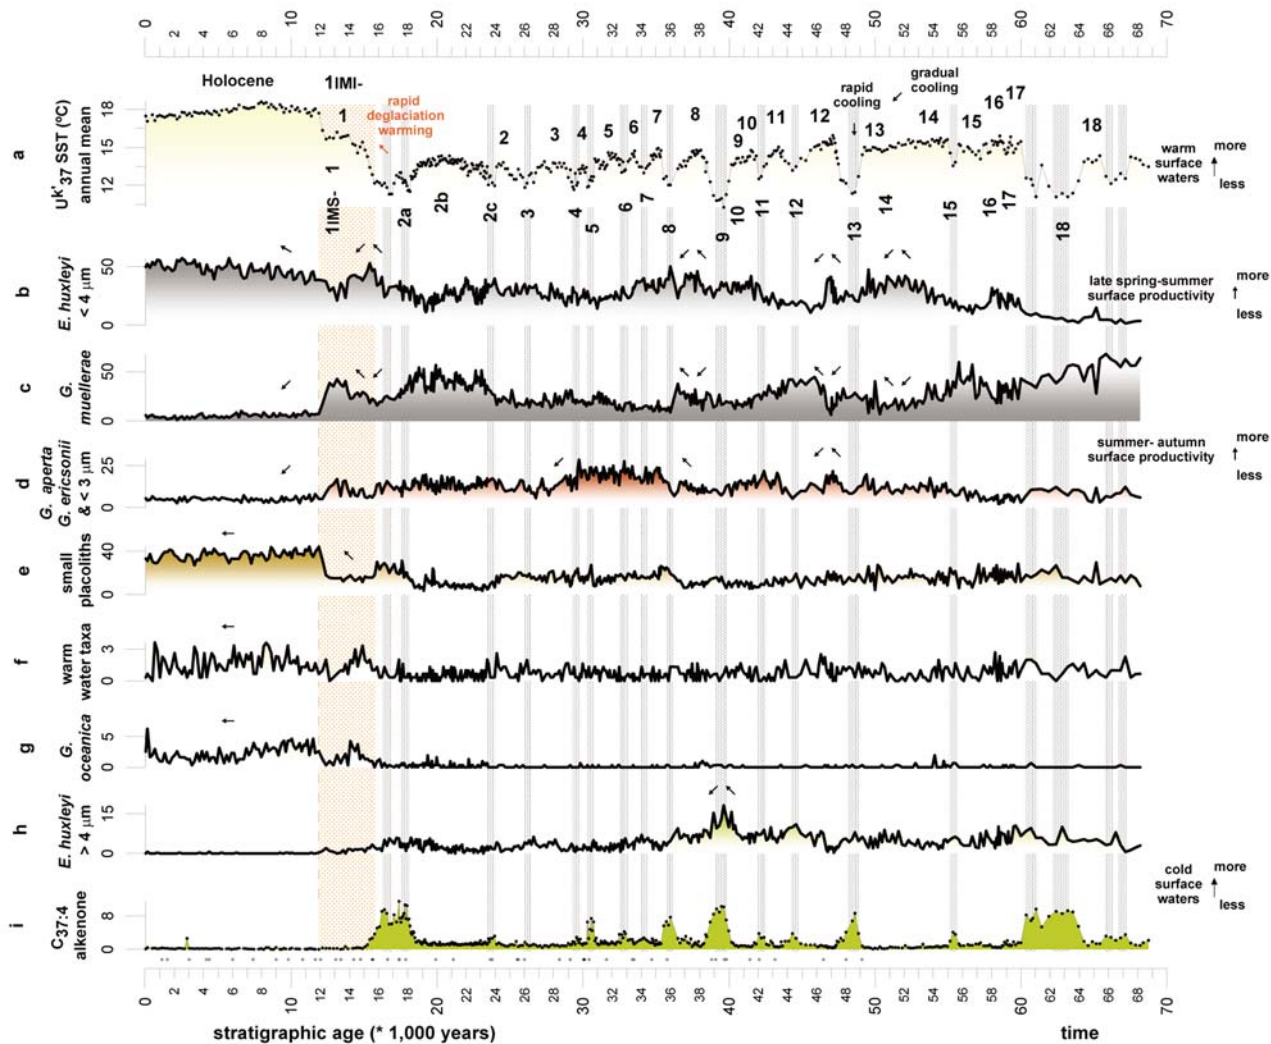 0 2 4 6 8 10 12 14 16 18 20 22 24 26 28 30 32 34 36 38 40 42 44 46 48 50 52 54 56 58 60 62 64 66 68 70
Holocene
1IMI-
1
rapid
deglaciation
warming
2
3
4
5
6
7
8
9
10
11
12
rapid
cooling
gradual
cooling
13
14
15
16
17
18
a
Uk'37 SST (ºC)
annual mean
18
15
12
warm
surface
waters
more
less
1IMS-
1
2a
2b
2c
3
4
5
6
7
8
9
10
11
12
13
14
15
16
17
18
b
E. huxleyi
< 4 µm
50
0
late spring-summer
surface productivity
more
less
c
G.
muellerae
50
0
d
G. aperta
G. ericsonii
& < 3 µm
25
0
summer- autumn
surface productivity
more
less
e
small
placoliths
40
0
f
warm
water taxa
3
0
g
G.
oceanica
5
0
h
E. huxleyi
> 4 µm
15
0
i
C37:4
alkenone
8
0
cold
surface
waters
more
less
0 2 4 6 8 10 12 14 16 18 20 22 24 26 28 30 32 34 36 38 40 42 44 46 48 50 52 54 56 58 60 62 64 66 68 70
stratigraphic age (* 1,000 years)
time